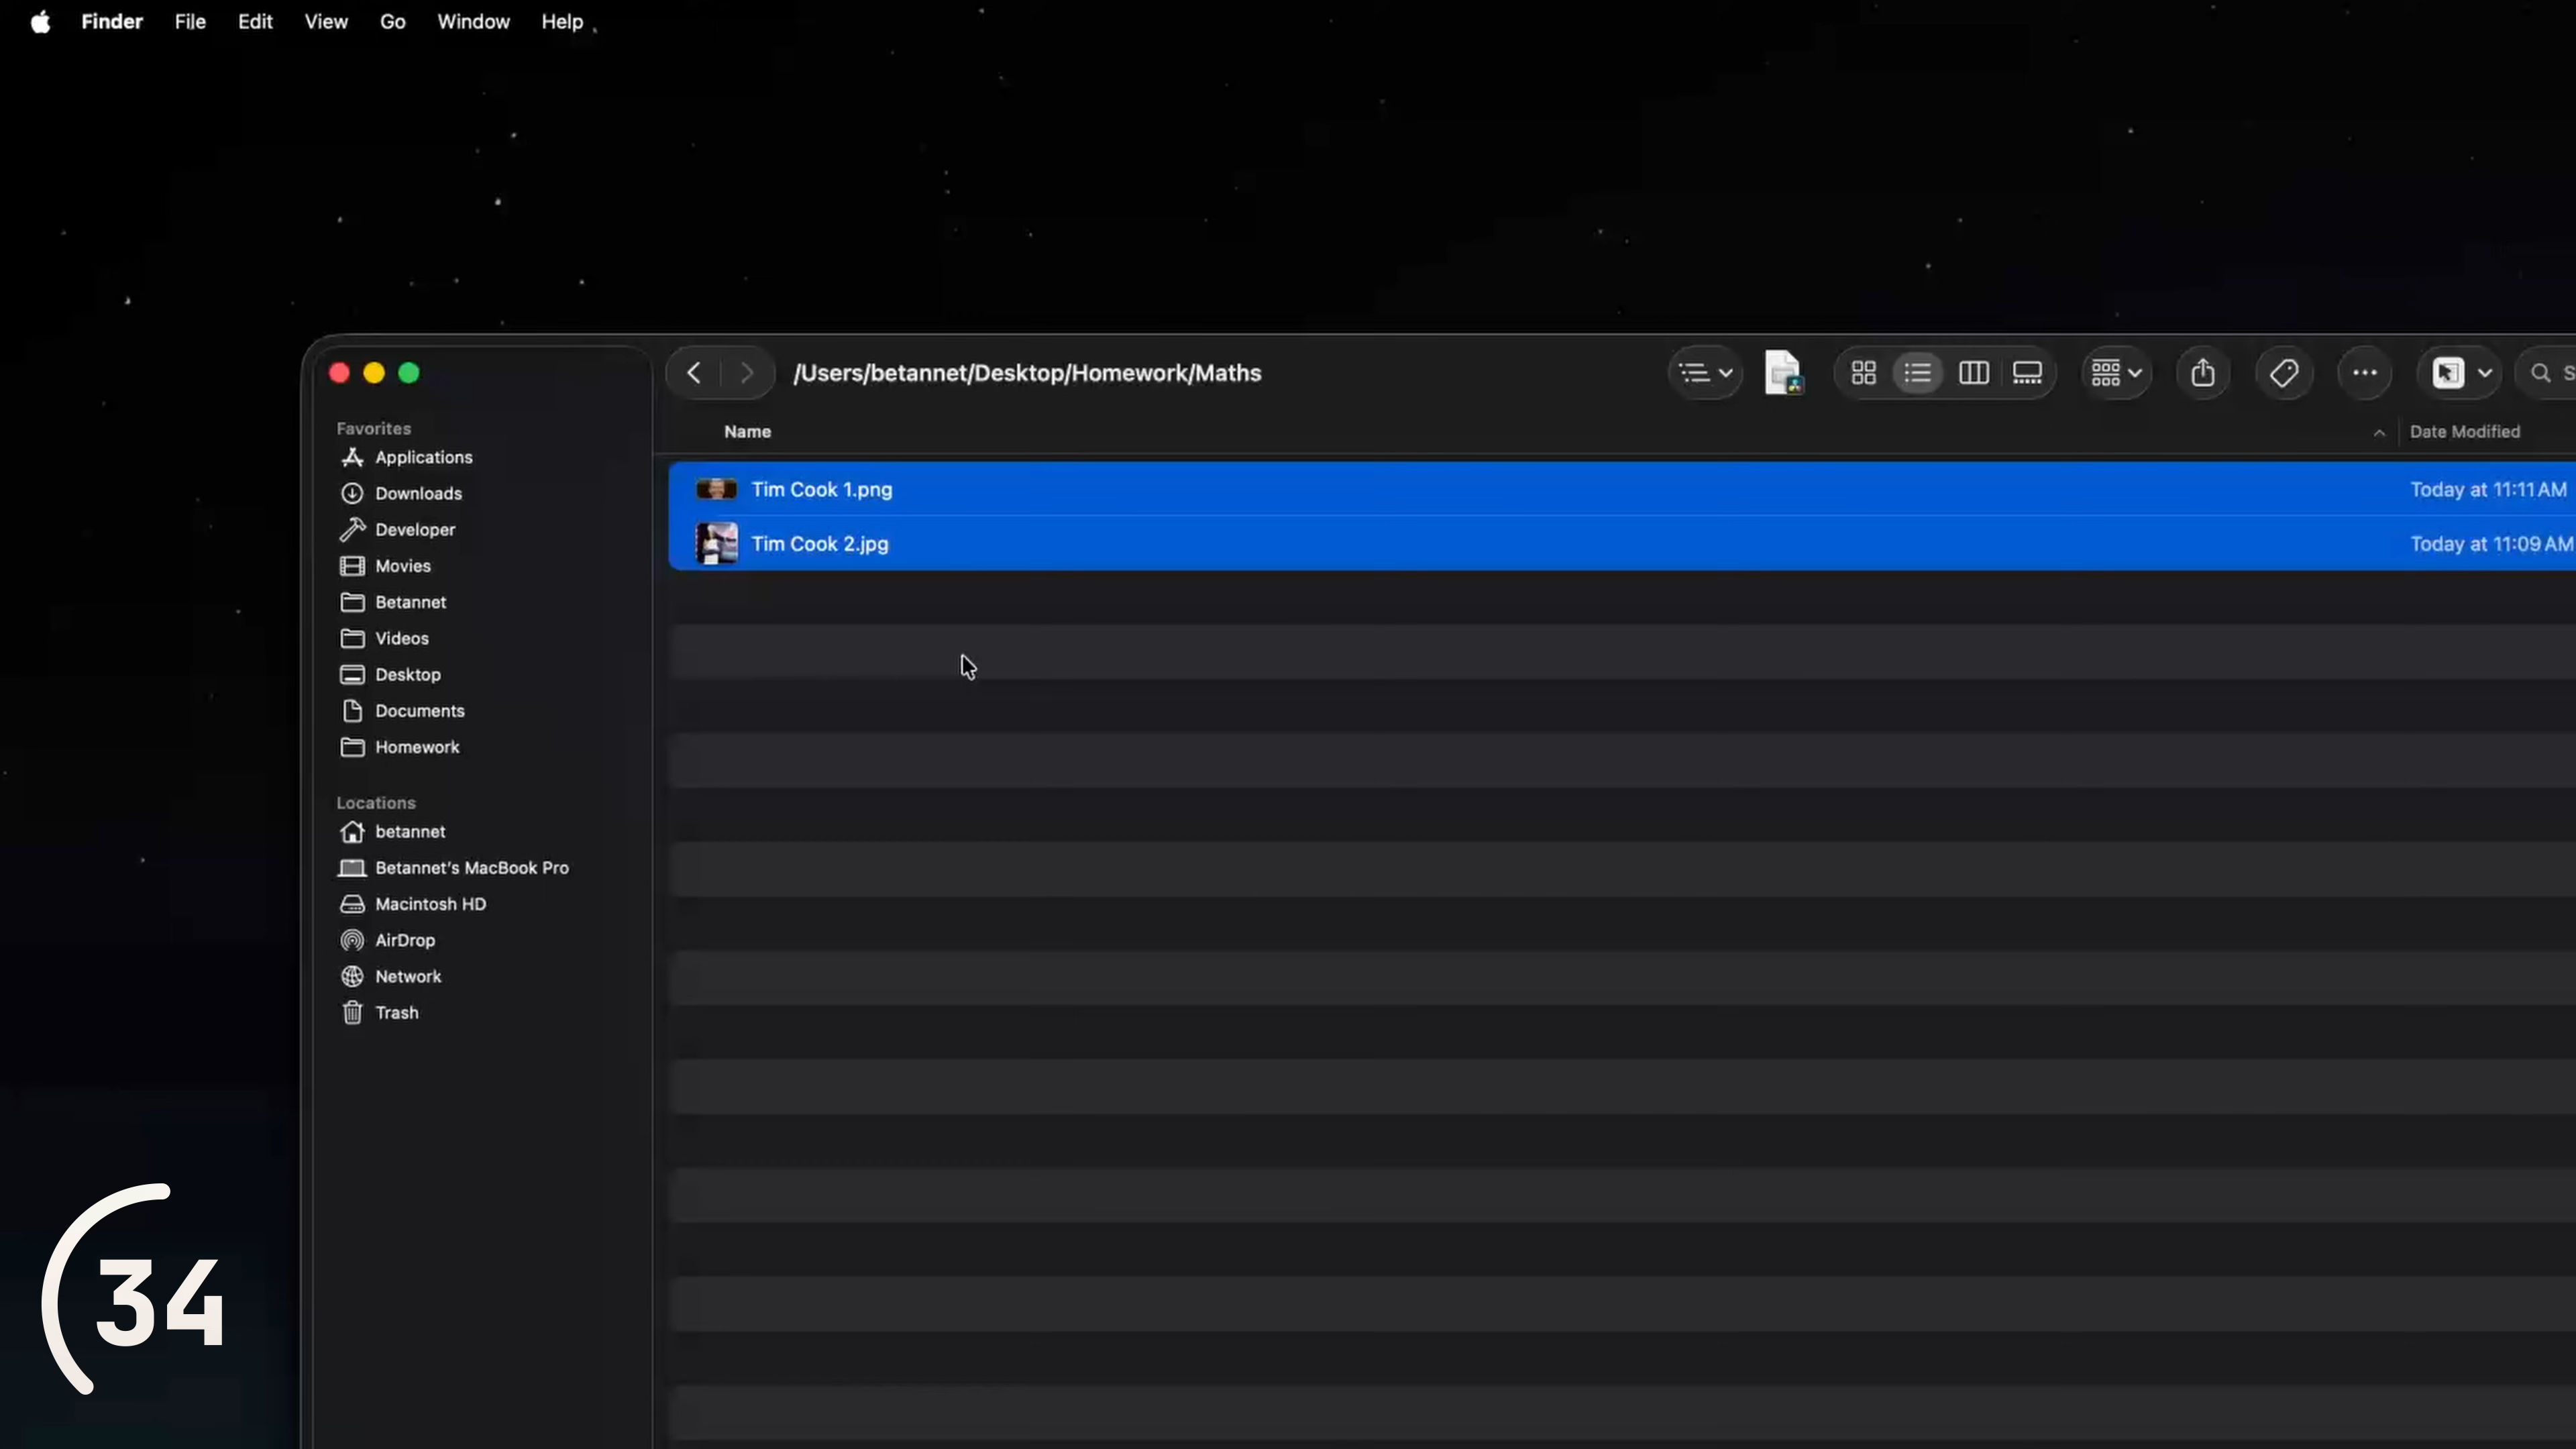 Finder File Edit View Go Window Help
/Users/betannet/Desktop/Homework/Maths
Name
Date Modified
Tim Cook 1.png
Today at 11:11 AM
Tim Cook 2.jpg
Today at 11:09 AM
Favorites
Applications
Downloads
Developer
Movies
Betannet
Videos
Desktop
Documents
Homework
Locations
betannet
Betannet's MacBook Pro
Macintosh HD
AirDrop
Network
Trash
34